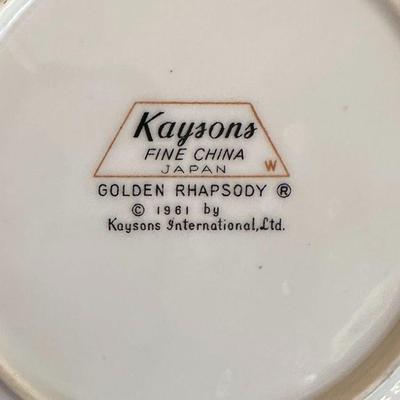 Kaysons
FINE CHINA
JAPAN W
GOLDEN RHAPSODY ®
© 1961 by
Kaysons International, Ltd.